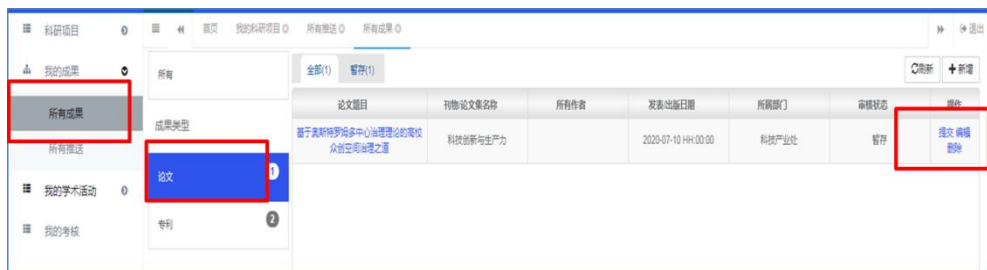 科研项目
首页 我的科研项目 所有推送 所有成果 退出
我的成果
所有成果
所有推送
我的学术活动
我的考核
所有
成果类型
论文 1
专利 2
全部(1) 暂存(1) 刷新 新增
论文题目 刊物/论文集名称 所有作者 发表/出版日期 所属部门 审核状态 操作
基于奥斯特罗姆多中心治理理论的高校
众创空间治理之道
科技创新与生产力 2020-07-10 HH:00:00 科技产业处 暂存 提交 编辑
删除